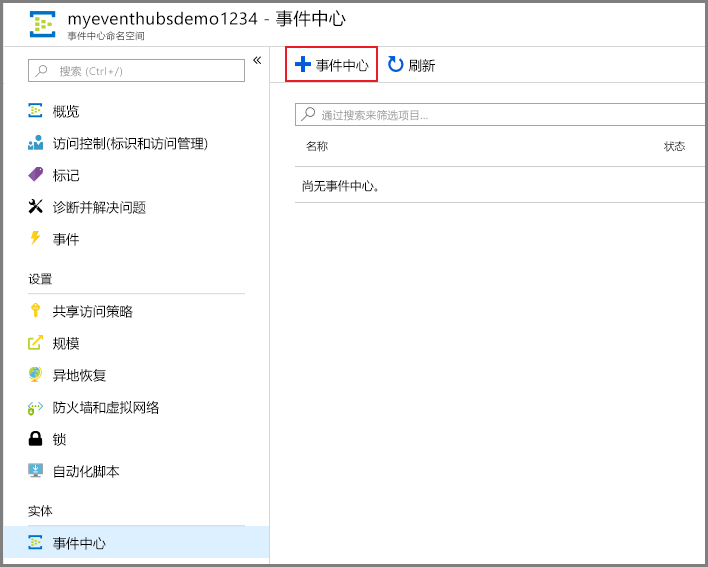 myeventhubsdemo1234 - 事件中心
事件中心命名空间
搜索 (Ctrl+/)
«
概览
访问控制(标识和访问管理)
标记
诊断并解决问题
事件
设置
共享访问策略
规模
异地恢复
防火墙和虚拟网络
锁
自动化脚本
实体
事件中心
事件中心 刷新
通过搜索来筛选项目...
名称 状态
尚无事件中心。